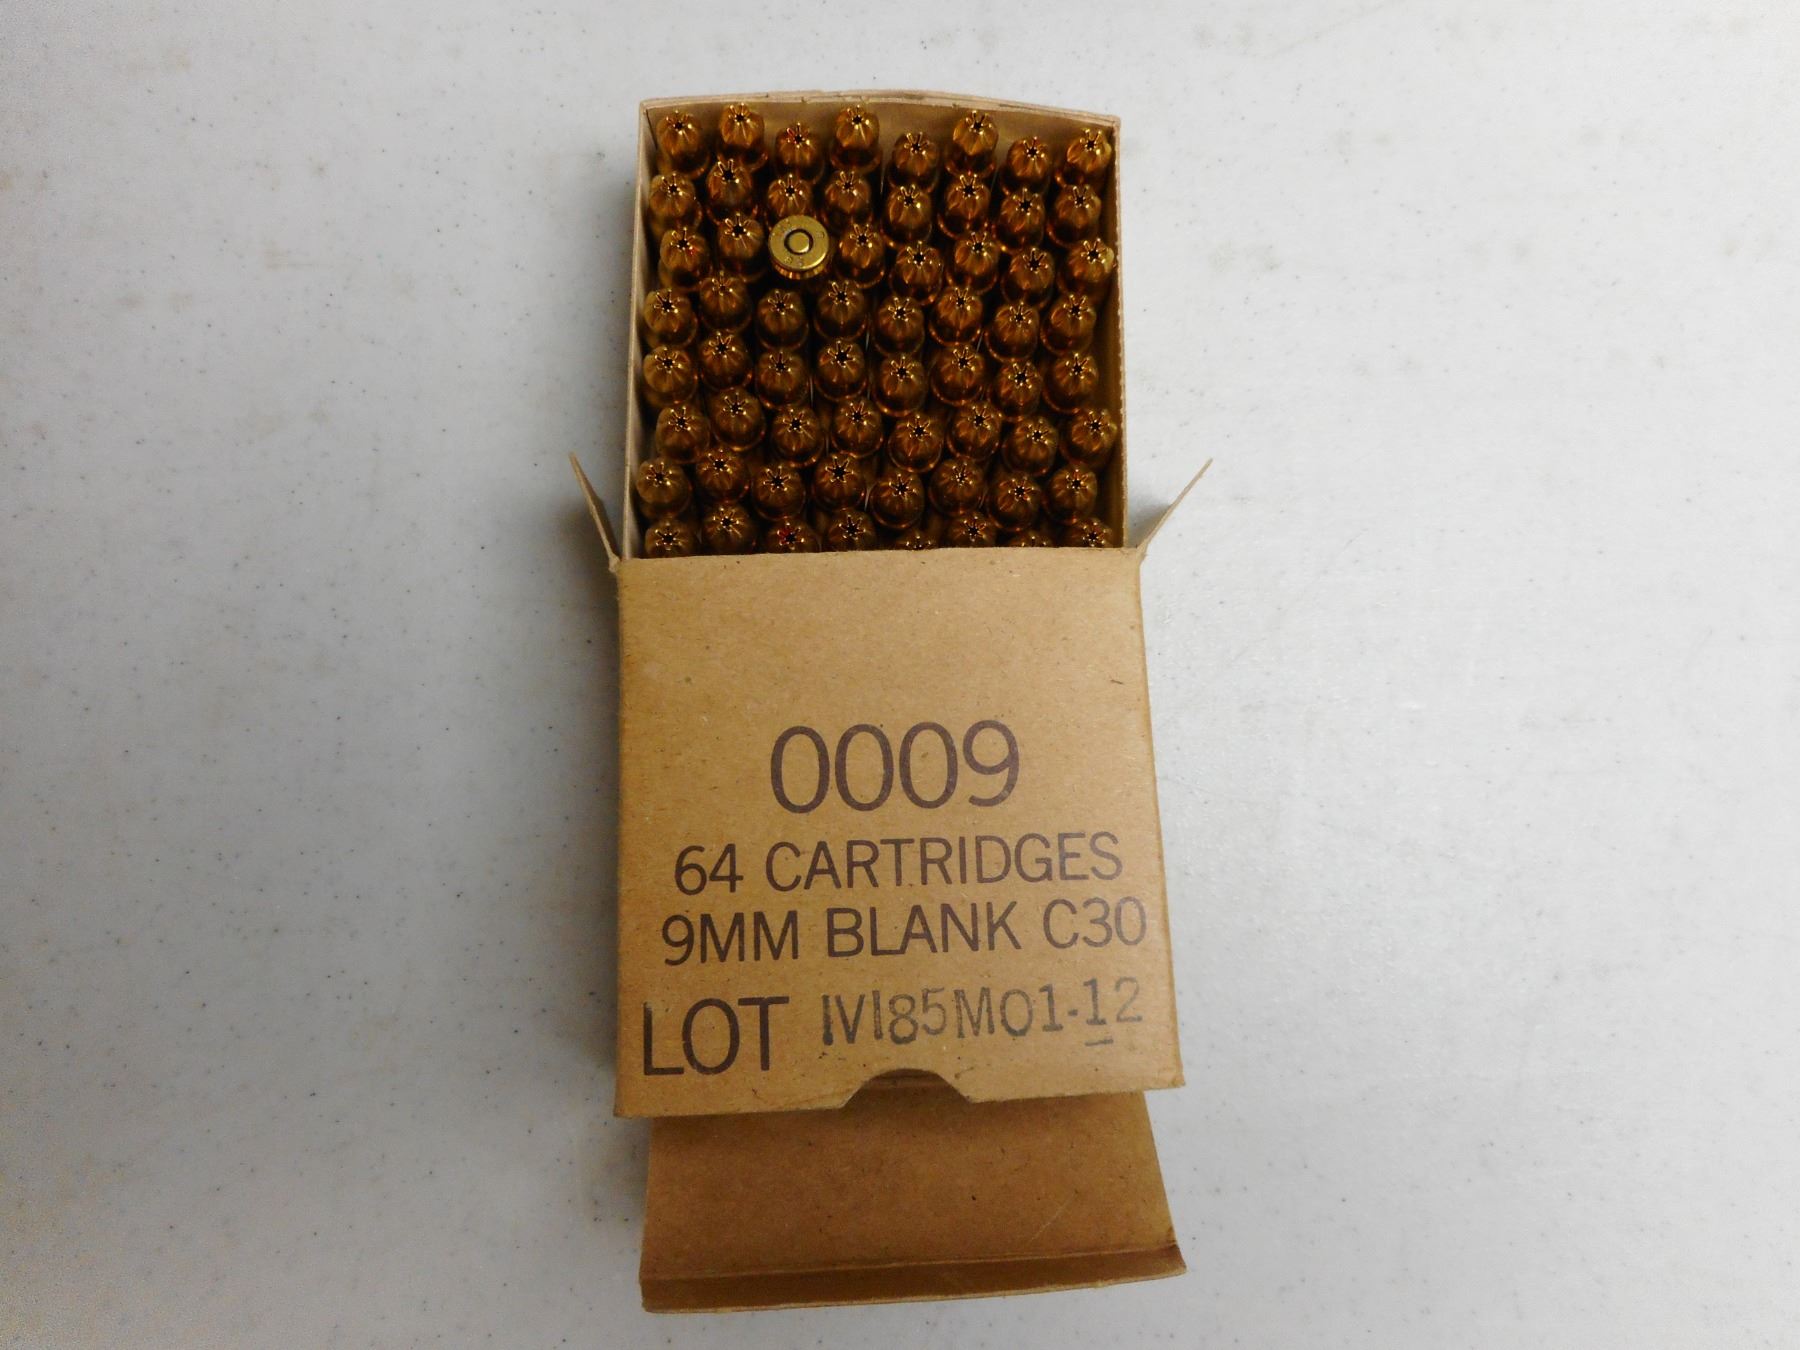 0009
64 CARTRIDGES
9MM BLANK C30
LOT IVI85M01-12